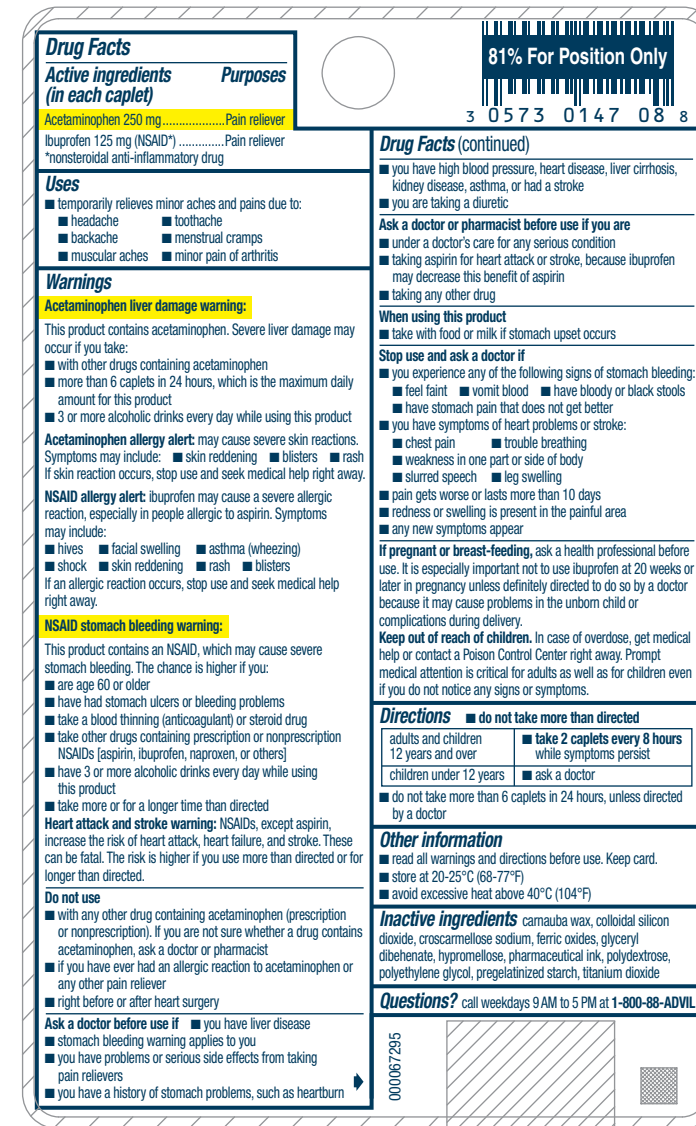 Drug Facts
Active ingredients Purposes
(in each caplet)
Acetaminophen 250 mg...................Pain reliever
Ibuprofen 125 mg (NSAID*) ..............Pain reliever
*nonsteroidal anti-inflammatory drug
Uses
■ temporarily relieves minor aches and pains due to:
■ headache ■ toothache
■ backache ■ menstrual cramps
■ muscular aches ■ minor pain of arthritis
Warnings
Acetaminophen liver damage warning:
This product contains acetaminophen. Severe liver damage may
occur if you take:
■ with other drugs containing acetaminophen
■ more than 6 caplets in 24 hours, which is the maximum daily
amount for this product
■ 3 or more alcoholic drinks every day while using this product
Acetaminophen allergy alert: may cause severe skin reactions.
Symptoms may include: ■ skin reddening ■ blisters ■ rash
If skin reaction occurs, stop use and seek medical help right away.
NSAID allergy alert: ibuprofen may cause a severe allergic
reaction, especially in people allergic to aspirin. Symptoms
may include:
■ hives ■ facial swelling ■ asthma (wheezing)
■ shock ■ skin reddening ■ rash ■ blisters
If an allergic reaction occurs, stop use and seek medical help
right away.
NSAID stomach bleeding warning:
This product contains an NSAID, which may cause severe
stomach bleeding. The chance is higher if you:
■ are age 60 or older
■ have had stomach ulcers or bleeding problems
■ take a blood thinning (anticoagulant) or steroid drug
■ take other drugs containing prescription or nonprescription
NSAIDs [aspirin, ibuprofen, naproxen, or others]
■ have 3 or more alcoholic drinks every day while using
this product
■ take more or for a longer time than directed
Heart attack and stroke warning: NSAIDs, except aspirin,
increase the risk of heart attack, heart failure, and stroke. These
can be fatal. The risk is higher if you use more than directed or for
longer than directed.
Do not use
■ with any other drug containing acetaminophen (prescription
or nonprescription). If you are not sure whether a drug contains
acetaminophen, ask a doctor or pharmacist
■ if you have ever had an allergic reaction to acetaminophen or
any other pain reliever
■ right before or after heart surgery
Ask a doctor before use if ■ you have liver disease
■ stomach bleeding warning applies to you
■ you have problems or serious side effects from taking
pain relievers
■ you have a history of stomach problems, such as heartburn
81% For Position Only
3 0573 0147 08 8
Drug Facts (continued)
■ you have high blood pressure, heart disease, liver cirrhosis,
kidney disease, asthma, or had a stroke
■ you are taking a diuretic
Ask a doctor or pharmacist before use if you are
■ under a doctor's care for any serious condition
■ taking aspirin for heart attack or stroke, because ibuprofen
may decrease this benefit of aspirin
■ taking any other drug
When using this product
■ take with food or milk if stomach upset occurs
Stop use and ask a doctor if
■ you experience any of the following signs of stomach bleeding:
■ feel faint ■ vomit blood ■ have bloody or black stools
■ have stomach pain that does not get better
■ you have symptoms of heart problems or stroke:
■ chest pain ■ trouble breathing
■ weakness in one part or side of body
■ slurred speech ■ leg swelling
■ pain gets worse or lasts more than 10 days
■ redness or swelling is present in the painful area
■ any new symptoms appear
If pregnant or breast-feeding, ask a health professional before
use. It is especially important not to use ibuprofen at 20 weeks or
later in pregnancy unless definitely directed to do so by a doctor
because it may cause problems in the unborn child or
complications during delivery.
Keep out of reach of children. In case of overdose, get medical
help or contact a Poison Control Center right away. Prompt
medical attention is critical for adults as well as for children even
if you do not notice any signs or symptoms.
Directions ■ do not take more than directed
adults and children ■ take 2 caplets every 8 hours
12 years and over while symptoms persist
children under 12 years ■ ask a doctor
■ do not take more than 6 caplets in 24 hours, unless directed
by a doctor
Other information
■ read all warnings and directions before use. Keep card.
■ store at 20-25°C (68-77°F)
■ avoid excessive heat above 40°C (104°F)
Inactive ingredients carnauba wax, colloidal silicon
dioxide, croscarmellose sodium, ferric oxides, glyceryl
dibehenate, hypromellose, pharmaceutical ink, polydextrose,
polyethylene glycol, pregelatinized starch, titanium dioxide
Questions? call weekdays 9 AM to 5 PM at 1-800-88-ADVIL
000067295